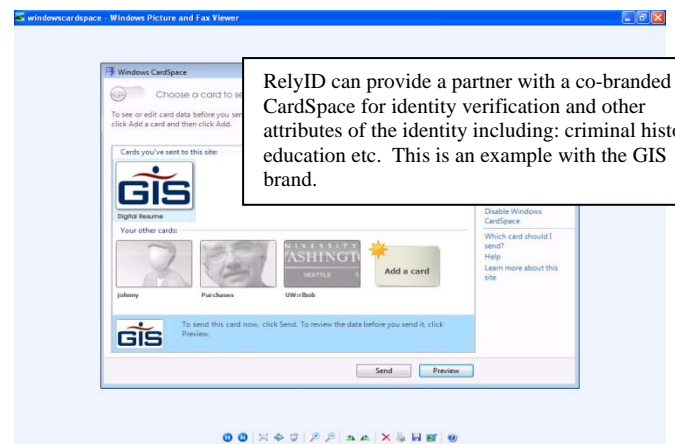 windowscardspace - Windows Picture and Fax Viewer
Windows CardSpace
Choose a card to se
To see or edit card data before you sen
click Add a card and then click Add.
RelyID can provide a partner with a co-branded
CardSpace for identity verification and other
attributes of the identity including: criminal histo
education etc. This is an example with the GIS
brand.
Cards you've sent to this site:
GIS
Digital Resume
Your other cards:
NIVERSITY
ASHINGT
SEATTLE
Add a card
johnny
Purchases
UW:rlbob
Disable Windows
CardSpace
Which card should I
send?
Help
Learn more about this
site
GIS
To send this card now, click Send. To review the data before you send it, click
Preview.
Send
Preview